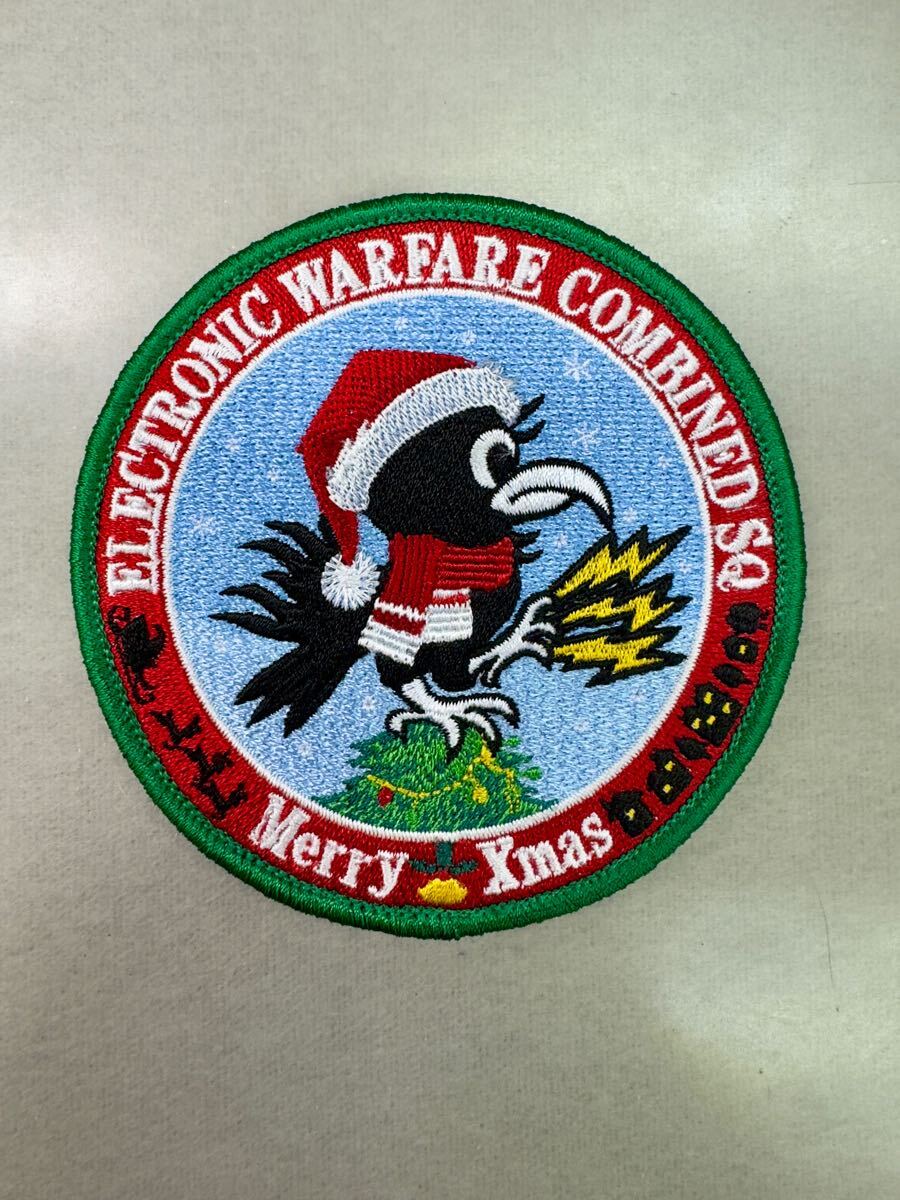 ELECTRONIC WARFARE COMBINED SQ
Merry Xmas